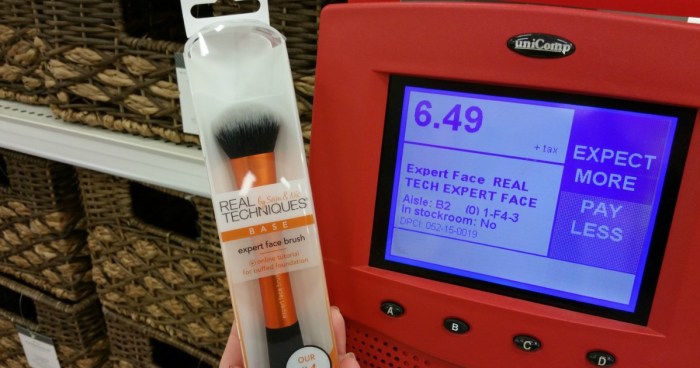 uniComp
6.49
+ tax
Expert Face REAL
TECH EXPERT FACE
Aisle: B2 (0) 1-F4-3
In stockroom: No
DPCI: 052-15-0019
EXPECT
MORE
PAY
LESS
A
B
C
D
REAL
TECHNIQUES
BASE
expert face brush
OUR